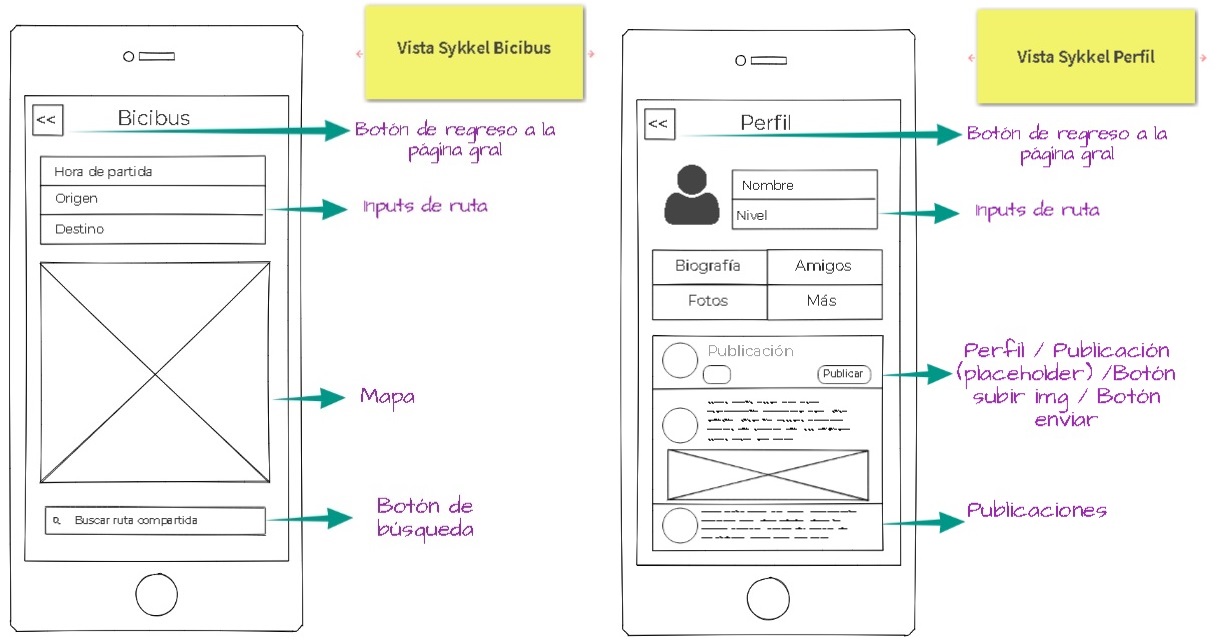 Vista Sykkel Bicibus
<<
Bicibus
Botón de regreso a la
página gral
Hora de partida
Origen
Destino
Inputs de ruta
Mapa
Buscar ruta compartida
Botón de
búsqueda
Vista Sykkel Perfil
<<
Perfil
Botón de regreso a la
página gral
Nombre
Nivel
Inputs de ruta
Biografía
Amigos
Fotos
Más
Publicación
Publicar
Perfil / Publicación
(placeholder) /Botón
subir img / Botón
enviar
Publicaciones